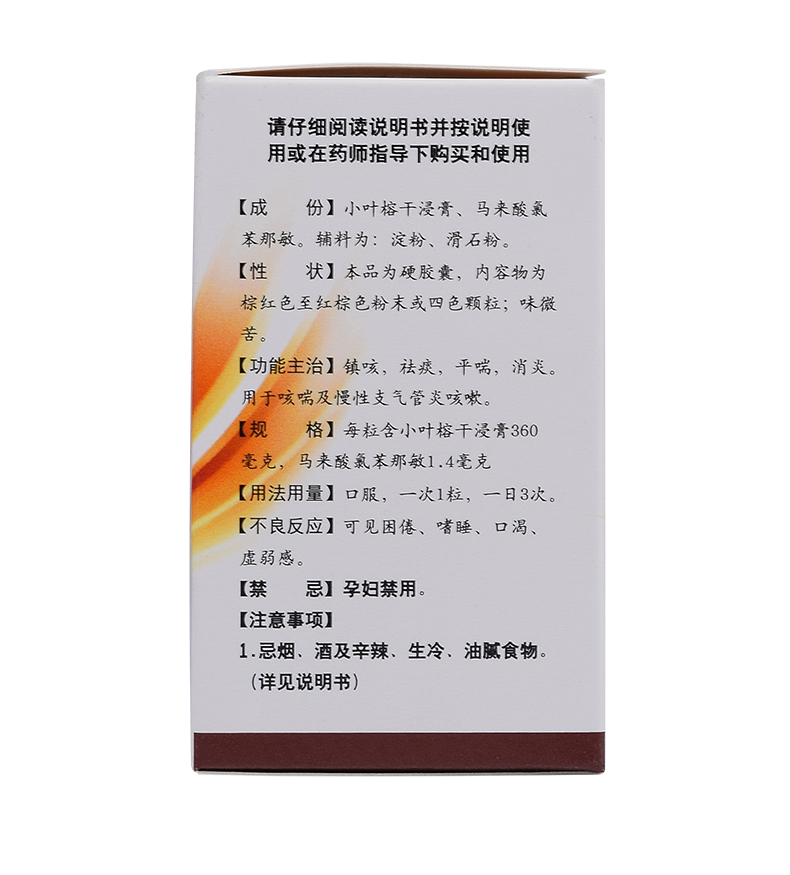 请仔细阅读说明书并按说明使
用或在药师指导下购买和使用
【成　　份】小叶榕干浸膏、马来酸氯
苯那敏。辅料为：淀粉、滑石粉。
【性　　状】本品为硬胶囊，内容物为
棕红色至红棕色粉末或四色颗粒；味微
苦。
【功能主治】镇咳，祛痰，平喘，消炎。
用于咳喘及慢性支气管炎咳嗽。
【规　　格】每粒含小叶榕干浸膏360
毫克，马来酸氯苯那敏1.4毫克
【用法用量】口服，一次1粒，一日3次。
【不良反应】可见困倦、嗜睡、口渴、
虚弱感。
【禁　　忌】孕妇禁用。
【注意事项】
1.忌烟、酒及辛辣、生冷、油腻食物。
（详见说明书）